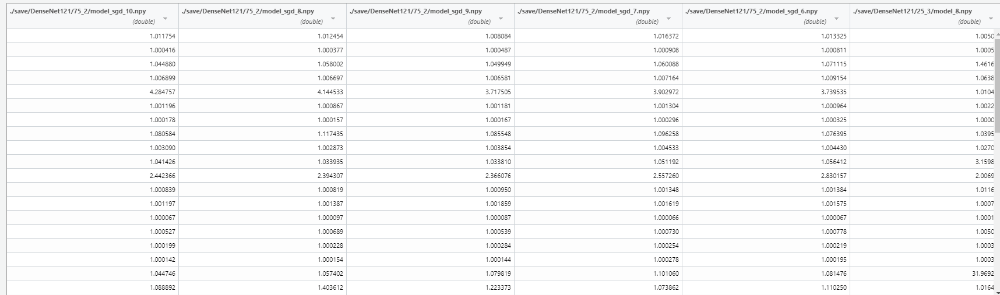 ./save/DenseNet121/75_2/model_sgd_10.npy ./save/DenseNet121/75_2/model_sgd_8.npy ./save/DenseNet121/75_2/model_sgd_9.npy ./save/DenseNet121/75_2/model_sgd_7.npy ./save/DenseNet121/75_2/model_sgd_6.npy ./save/DenseNet121/25_3/model_8.npy
(double) (double) (double) (double) (double) (double)
1.011754 1.012454 1.008084 1.016372 1.013325 1.0050
1.000416 1.000377 1.000487 1.000908 1.000811 1.0005
1.044880 1.058002 1.049949 1.060088 1.071115 1.4616
1.006899 1.006697 1.006581 1.007164 1.009154 1.0638
4.284757 4.144533 3.717505 3.902972 3.739535 1.0104
1.001196 1.000867 1.001181 1.001304 1.000964 1.0022
1.000178 1.000157 1.000167 1.000296 1.000325 1.0000
1.080584 1.117435 1.085548 1.096258 1.076395 1.0395
1.003090 1.002873 1.003854 1.004533 1.004430 1.0270
1.041426 1.033935 1.033810 1.051192 1.056412 3.1598
2.442366 2.394307 2.366076 2.557260 2.830157 2.0069
1.000839 1.000819 1.000950 1.001348 1.001384 1.0116
1.001197 1.001387 1.001859 1.001619 1.001575 1.0007
1.000067 1.000097 1.000087 1.000066 1.000067 1.0001
1.000527 1.000689 1.000539 1.000730 1.000778 1.0050
1.000199 1.000228 1.000284 1.000254 1.000219 1.0003
1.000142 1.000154 1.000144 1.000278 1.000195 1.0003
1.044746 1.057402 1.079819 1.101060 1.081476 31.9692
1.088892 1.403612 1.223373 1.073862 1.110250 1.0164